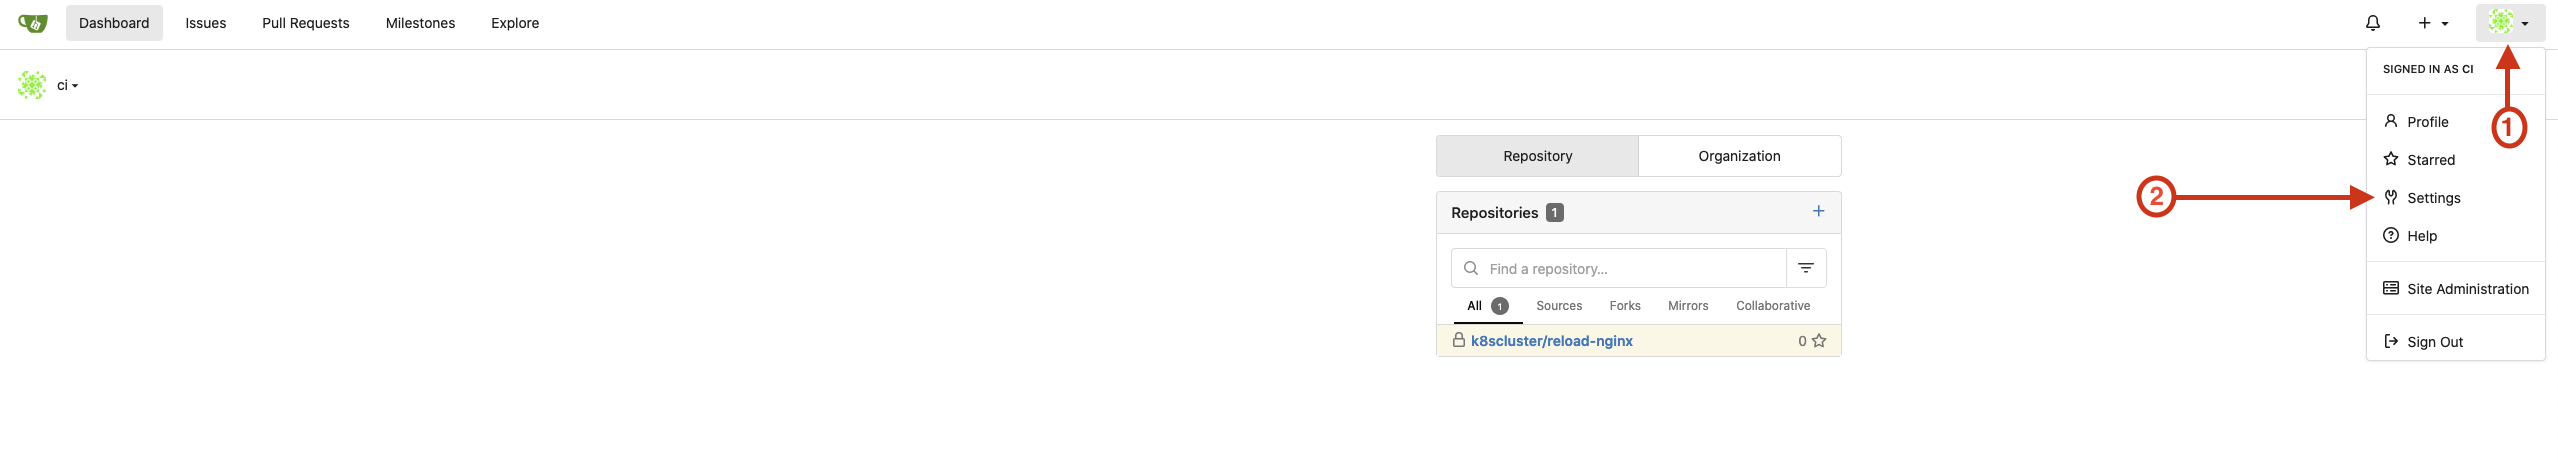 Dashboard Issues Pull Requests Milestones Explore
ci
SIGNED IN AS CI
Profile
Starred
Settings
Help
Site Administration
Sign Out
1
2
Repository Organization
Repositories 1
Find a repository...
All 1 Sources Forks Mirrors Collaborative
k8scluster/reload-nginx 0